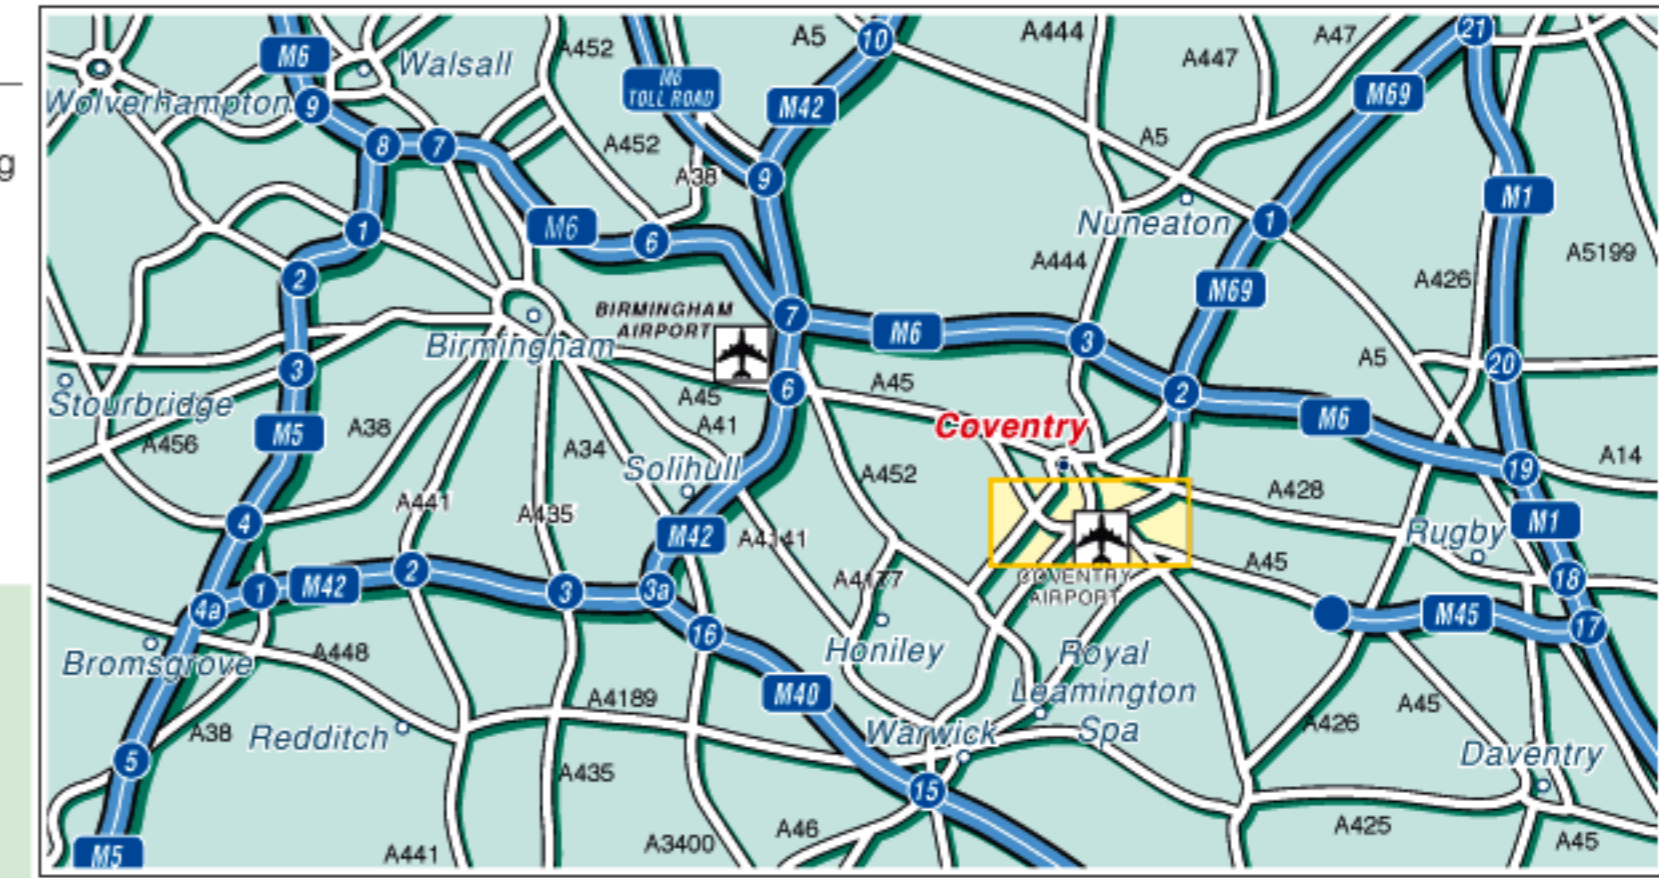 g
M6
Walsall
A452
M6
TOLL ROAD
A5
10
A444
A447
A47
21
Wolverhampton
9
M42
M69
8
7
A452
A38
9
A5
M1
1
M6
6
Nuneaton
1
A444
A5199
A426
2
BIRMINGHAM
AIRPORT
7
M69
M6
3
A5
20
Birmingham
3
6
A45
2
Stourbridge
A45
M6
M5
A38
A41
Coventry
A456
A34
Solihull
A452
19
A14
A428
4
A441
A435
M42
A4141
Rugby
M1
A45
2
A4177
COVENTRY
AIRPORT
18
4a
1
M42
3
3a
M45
17
16
Honiley
Royal
Leamington
Spa
Bromsgrove
A448
M40
A4189
A45
A426
A38
Redditch
Warwick
Daventry
5
A435
15
A46
A425
M5
A441
A3400
A45